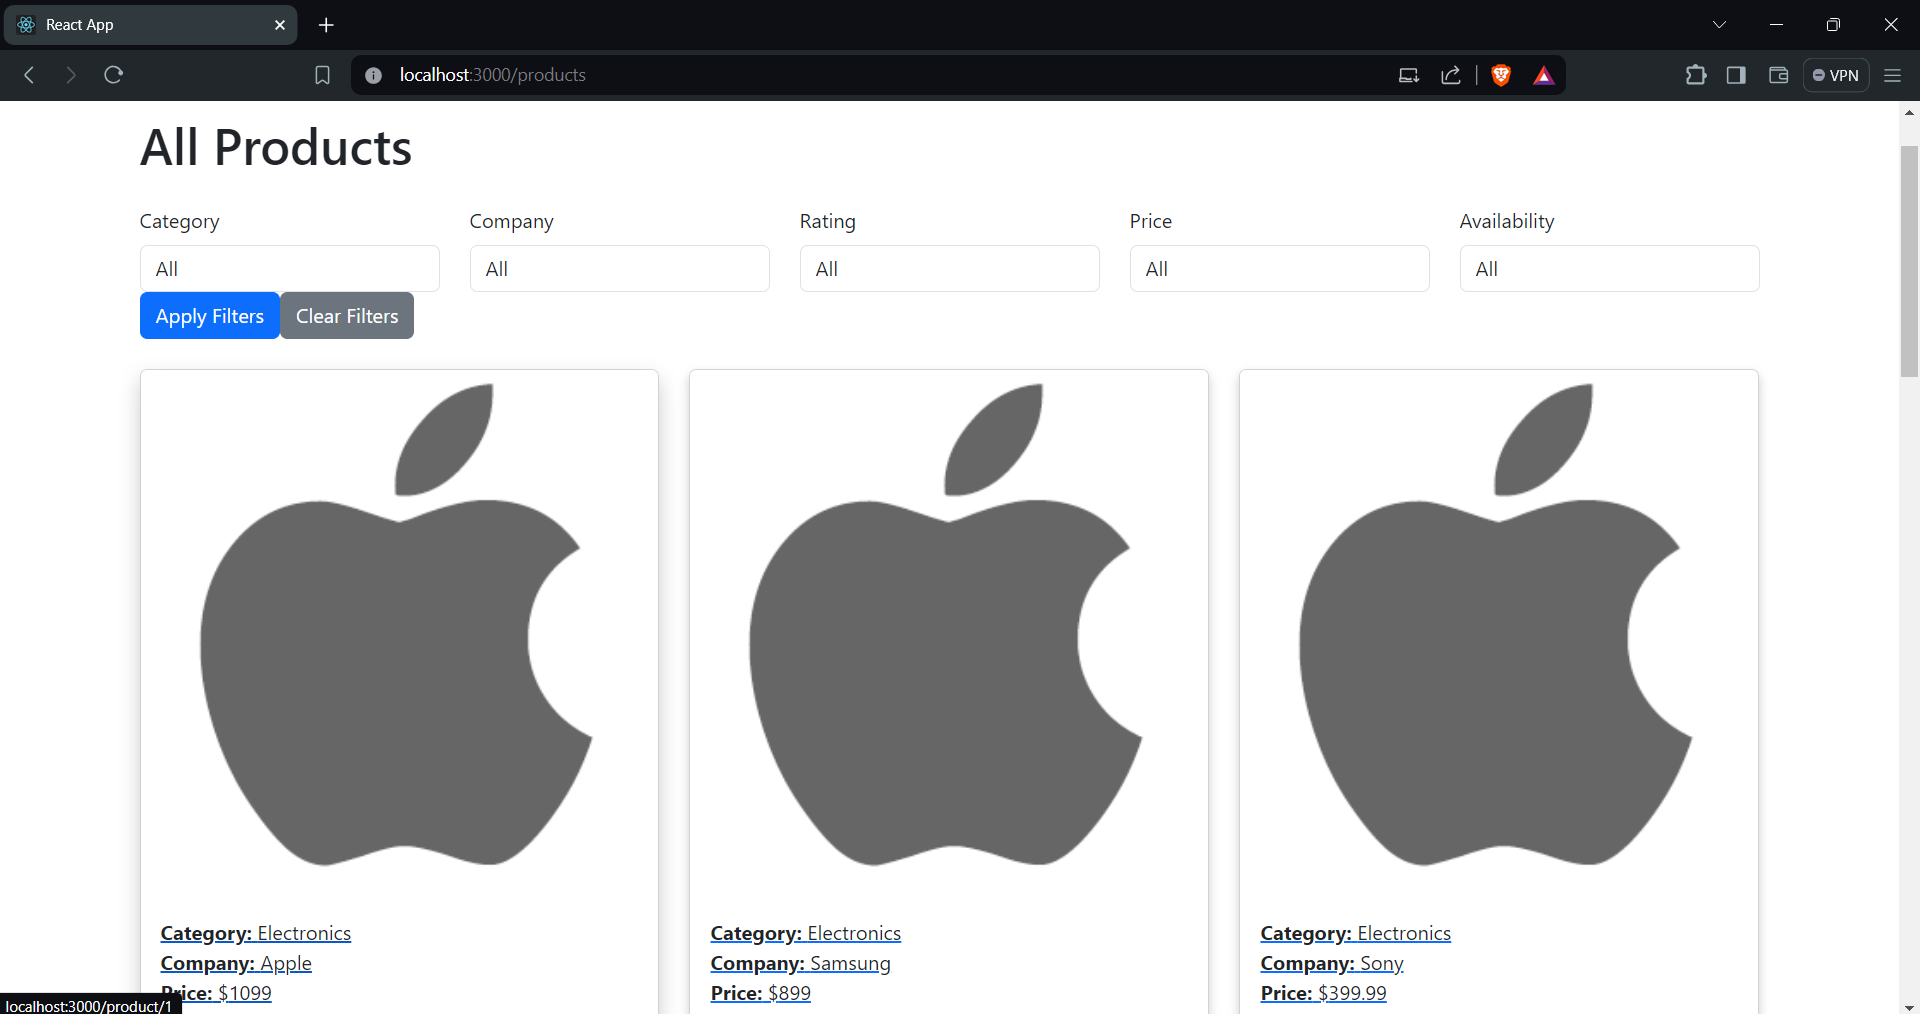 React App
localhost:3000/products
VPN
All Products
Category Company Rating Price Availability
All All All All All
Apply Filters Clear Filters
Category: Electronics
Company: Apple
Price: $1099
Category: Electronics
Company: Samsung
Price: $899
Category: Electronics
Company: Sony
Price: $399.99
localhost:3000/product/1